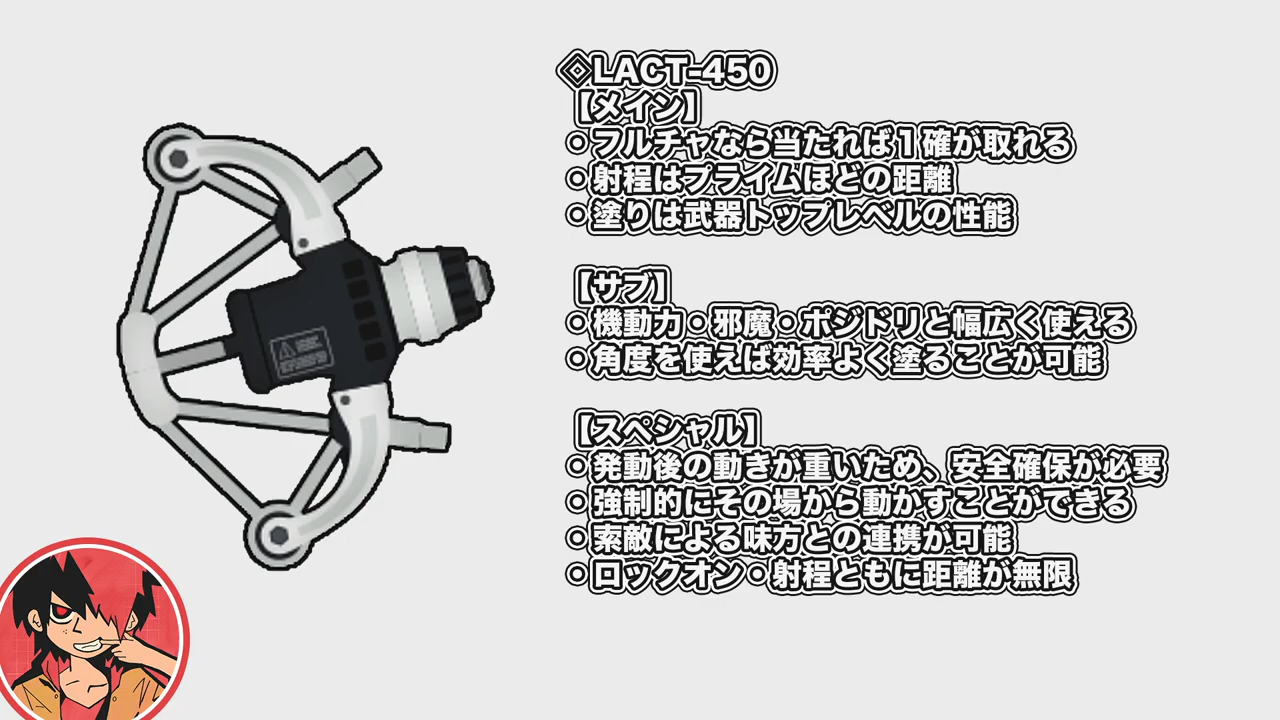 ◇LACT-450
【メイン】
・フルチャなら当たれば１確が取れる
・射程はプライムほどの距離
・塗りは武器トップレベルの性能
【サブ】
・機動力・邪魔・ポジドリと幅広く使える
・角度を使えば効率よく塗ることが可能
【スペシャル】
・発動後の動きが重いため、安全確保が必要
・強制的にその場から動かすことができる
・索敵による味方との連携が可能
・ロックオン・射程ともに距離が無限